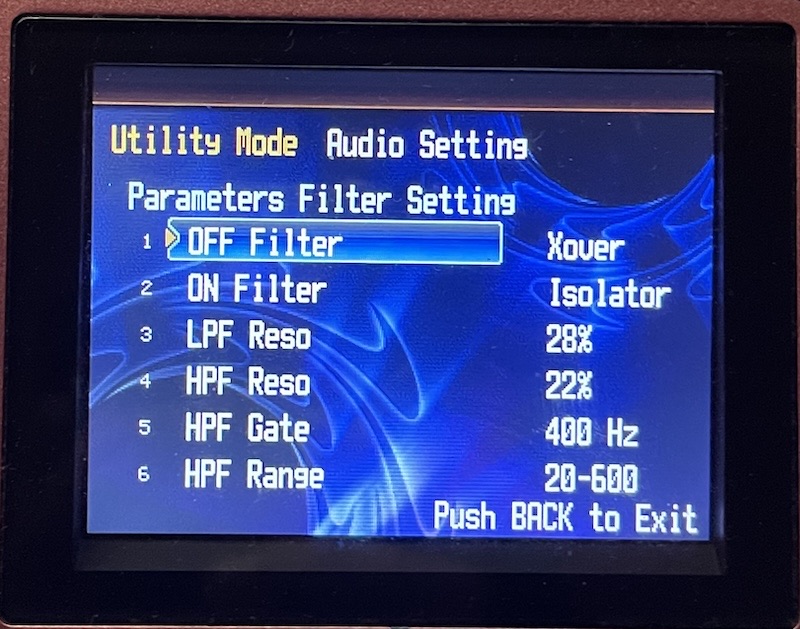 Utility Mode Audio Setting
Parameters Filter Setting
1 OFF Filter Xover
2 ON Filter Isolator
3 LPF Reso 28%
4 HPF Reso 22%
5 HPF Gate 400 Hz
6 HPF Range 20-600
Push BACK to Exit